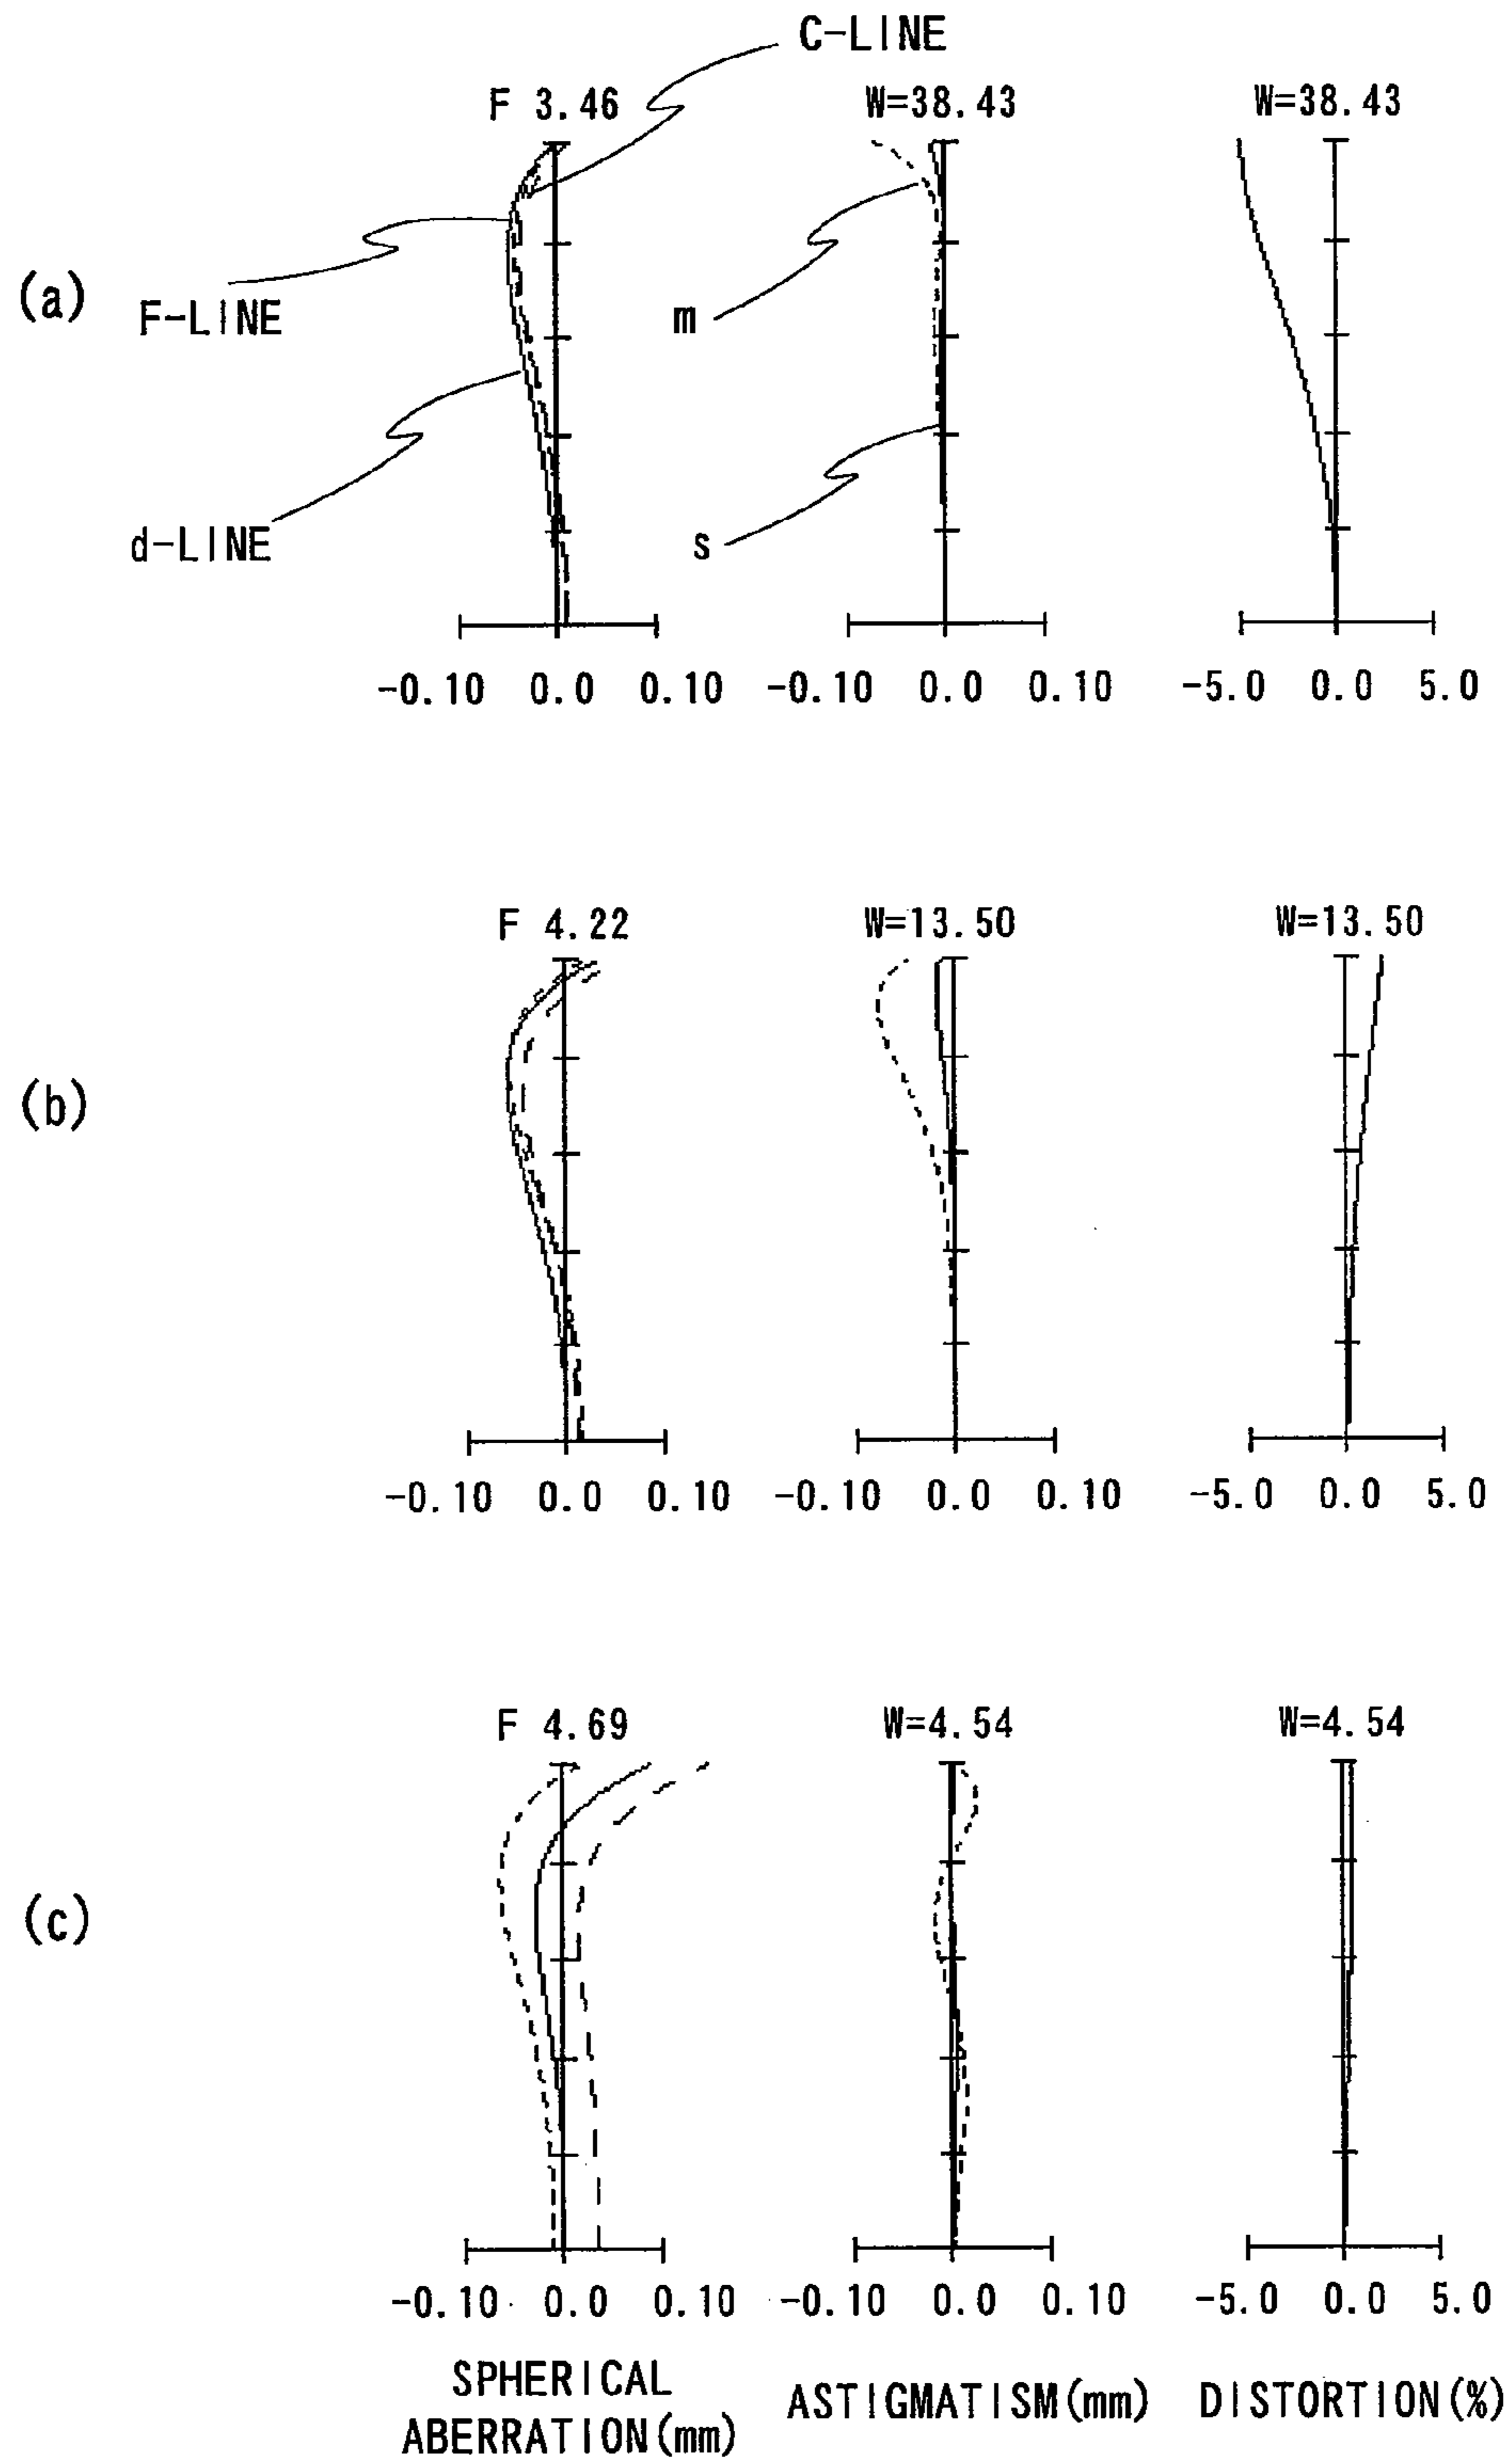 C-LINE
F 3.46 W=38.43 W=38.43
(a)
F-LINE
m
d-LINE
s
-0.10 0.0 0.10 -0.10 0.0 0.10 -5.0 0.0 5.0
F 4.22 W=13.50 W=13.50
(b)
-0.10 0.0 0.10 -0.10 0.0 0.10 -5.0 0.0 5.0
F 4.69 W=4.54 W=4.54
(c)
-0.10 0.0 0.10 -0.10 0.0 0.10 -5.0 0.0 5.0
SPHERICAL
ABERRATION(mm) ASTIGMATISM(mm) DISTORTION(%)